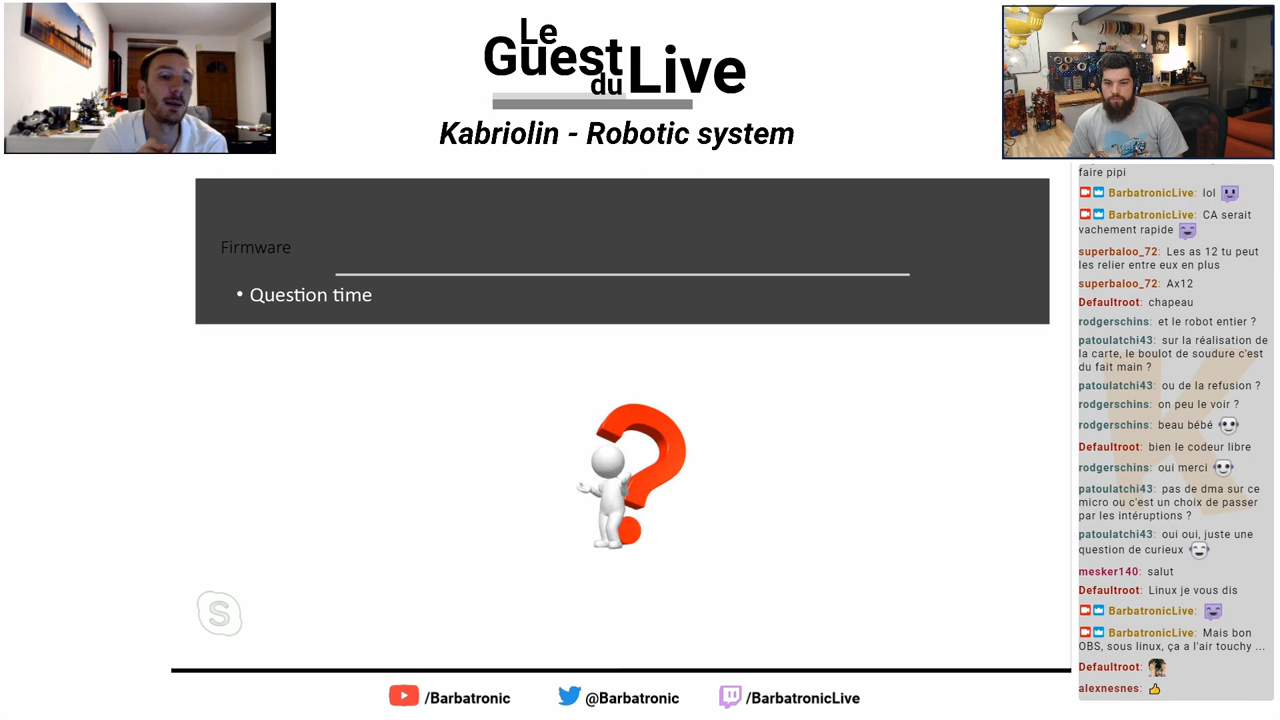 Le
Guest
du Live
Kabriolin - Robotic system
Firmware
• Question time
faire pipi
BarbatronicLive: lol
BarbatronicLive: CA serait
vachement rapide
superbaloo_72: Les as 12 tu peut
les relier entre eux en plus
superbaloo_72: Ax12
Defaultroot: chapeau
rodgerschins: et le robot entier ?
patoulatchi43: sur la réalisation de
la carte, le boulot de soudure c'est
du fait main ?
patoulatchi43: ou de la refusion ?
rodgerschins: on peu le voir ?
rodgerschins: beau bébé
Defaultroot: bien le codeur libre
rodgerschins: oui merci
patoulatchi43: pas de dma sur ce
micro ou c'est un choix de passer
par les intéruptions ?
patoulatchi43: oui oui, juste une
question de curieux
mesker140: salut
Defaultroot: Linux je vous dis
BarbatronicLive:
BarbatronicLive: Mais bon
OBS, sous linux, ça a l'air touchy ...
Defaultroot:
alexnesnes:
/Barbatronic
@Barbatronic
/BarbatronicLive